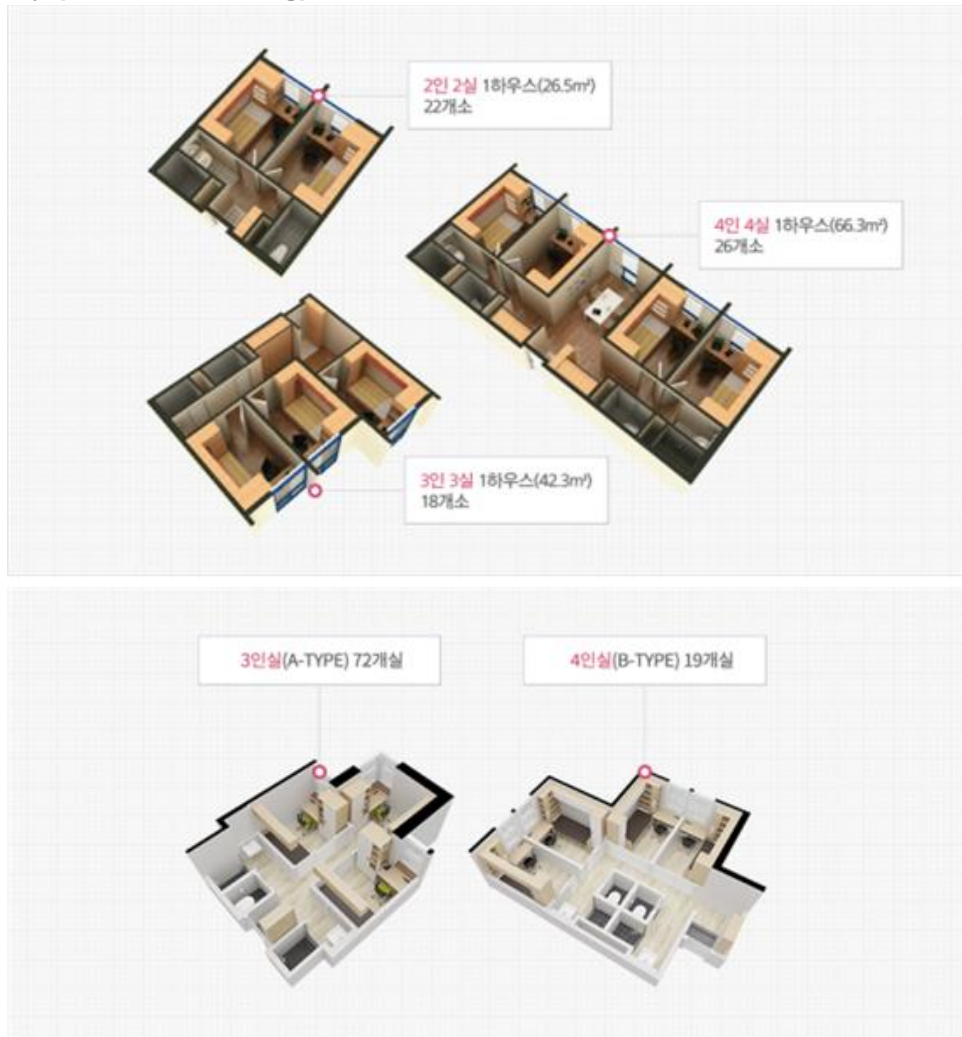 2인 2실 1하우스(26.5㎡)
22개소
4인 4실 1하우스(66.3㎡)
26개소
3인 3실 1하우스(42.3㎡)
18개소
3인실(A-TYPE) 72개실
4인실(B-TYPE) 19개실